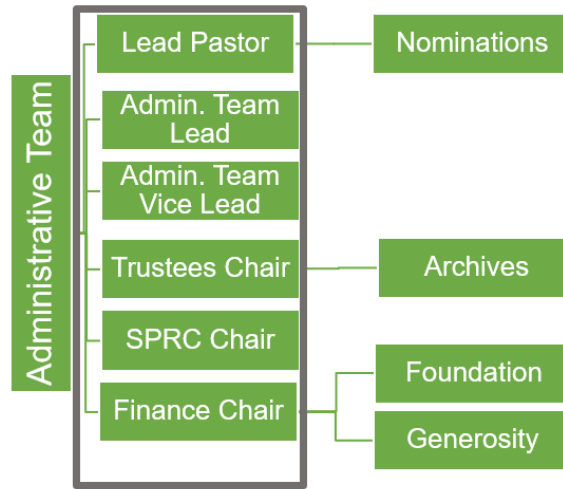 Administrative Team
Lead Pastor
Nominations
Admin. Team
Lead
Admin. Team
Vice Lead
Trustees Chair
Archives
SPRC Chair
Finance Chair
Foundation
Generosity